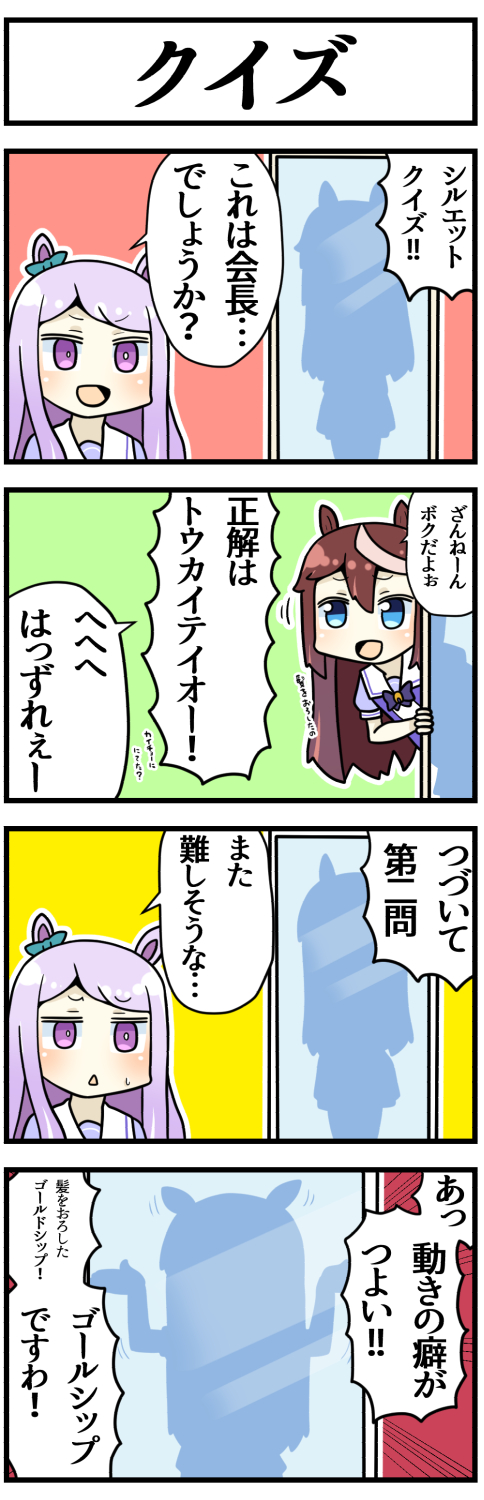 クイズ
シルエット
クイズ!!
これは会長…
でしょうか?
ざんねーん
ボクだよぉ
髪をおろしたの
正解は
トウカイテイオー!
カイチョーに
にてた?
へへへ
はっずれぇー
つづいて
第二問
また
難しそうな…
あっ
動きの癖が
つよい!!
髪をおろした
ゴールドシップ!
ゴールシップ
ですわ!